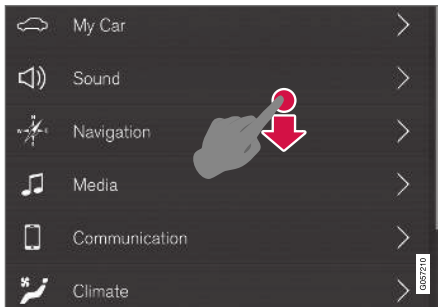 My Car
Sound
Navigation
Media
Communication
Climate
G057210